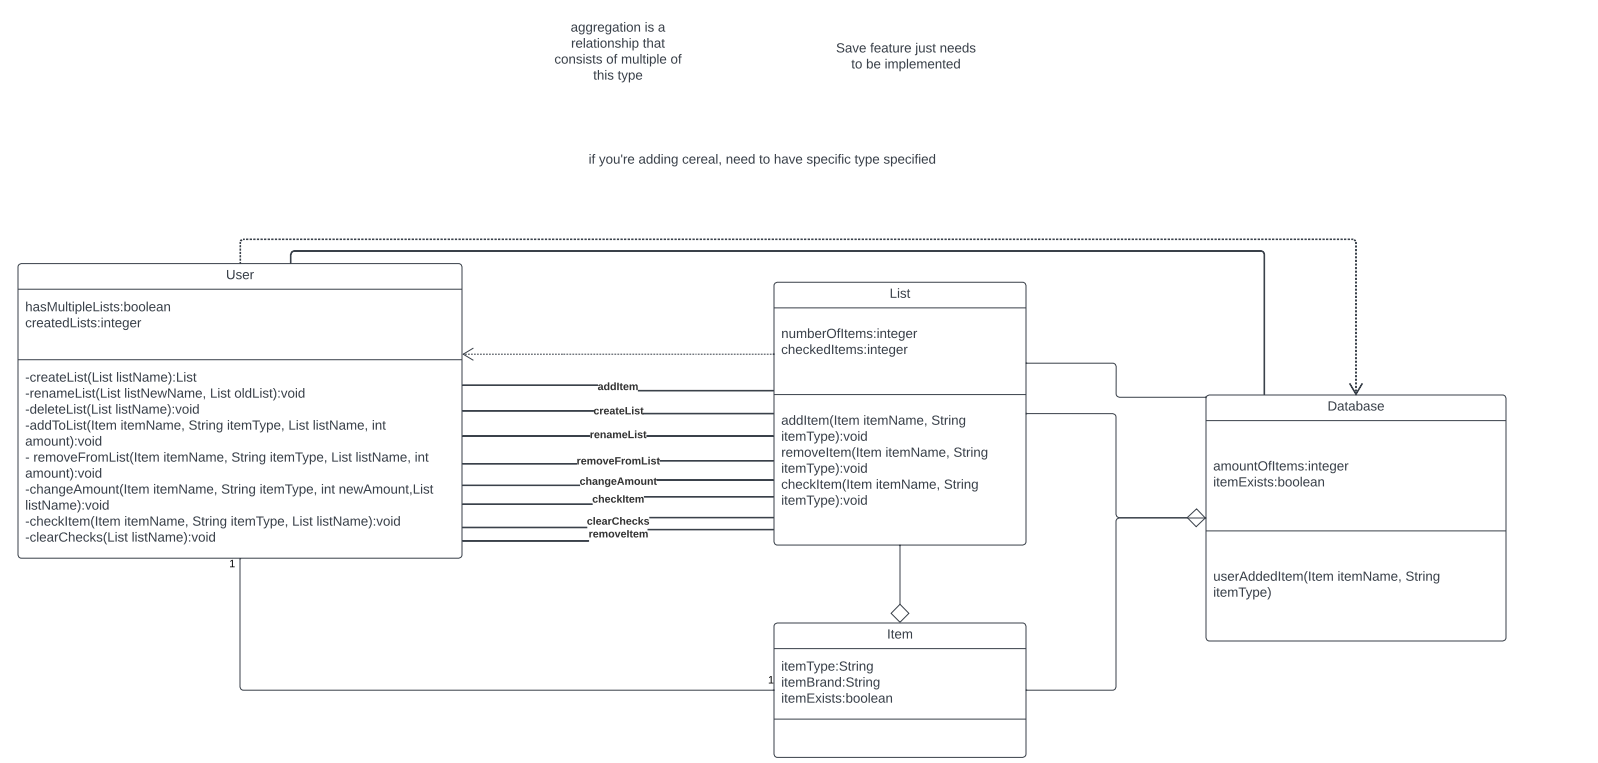 aggregation is a
relationship that
consists of multiple of
this type
Save feature just needs
to be implemented
if you're adding cereal, need to have specific type specified
User
hasMultipleLists:boolean
createdLists:integer
-createList(List listName):List
-renameList(List listNewName, List oldList):void
-deleteList(List listName):void
-addToList(Item itemName, String itemType, List listName, int
amount):void
- removeFromList(Item itemName, String itemType, List listName, int
amount):void
-changeAmount(Item itemName, String itemType, int newAmount,List
listName):void
-checkItem(Item itemName, String itemType, List listName):void
-clearChecks(List listName):void
1
addItem
createList
renameList
removeFromList
changeAmount
checkItem
clearChecks
removeItem
List
numberOfItems:integer
checkedItems:integer
addItem(Item itemName, String
itemType):void
removeItem(Item itemName, String
itemType):void
checkItem(Item itemName, String
itemType):void
Item
1
itemType:String
itemBrand:String
itemExists:boolean
Database
amountOfItems:integer
itemExists:boolean
userAddedItem(Item itemName, String
itemType)